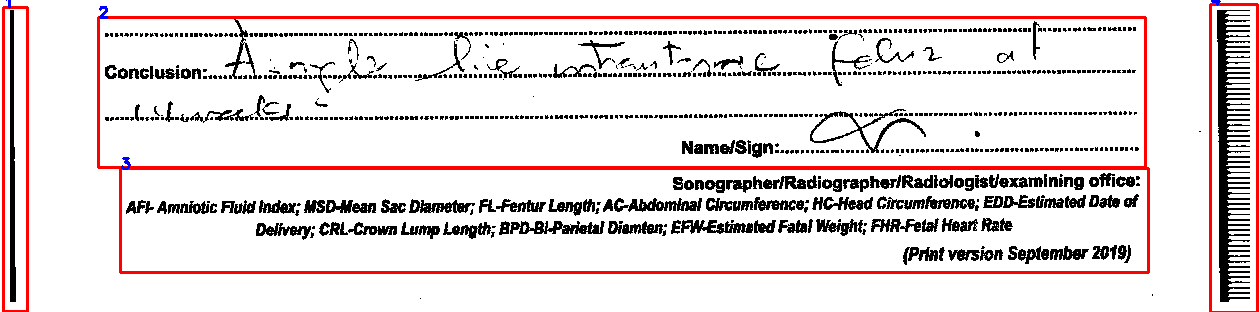 Conclusion: A single live intrauterine fetus at
14 weeks
Name/Sign:
Sonographer/Radiographer/Radiologist/examining office:
AFI- Amniotic Fluid Index; MSD-Mean Sac Diameter; FL-Fentur Length; AC-Abdominal Circumference; HC-Head Circumference; EDD-Estimated Date of
Delivery; CRL-Crown Lump Length; BPD-Bi-Parietal Diamten; EFW-Estimated Fatal Weight; FHR-Fetal Heart Rate
(Print version September 2019)